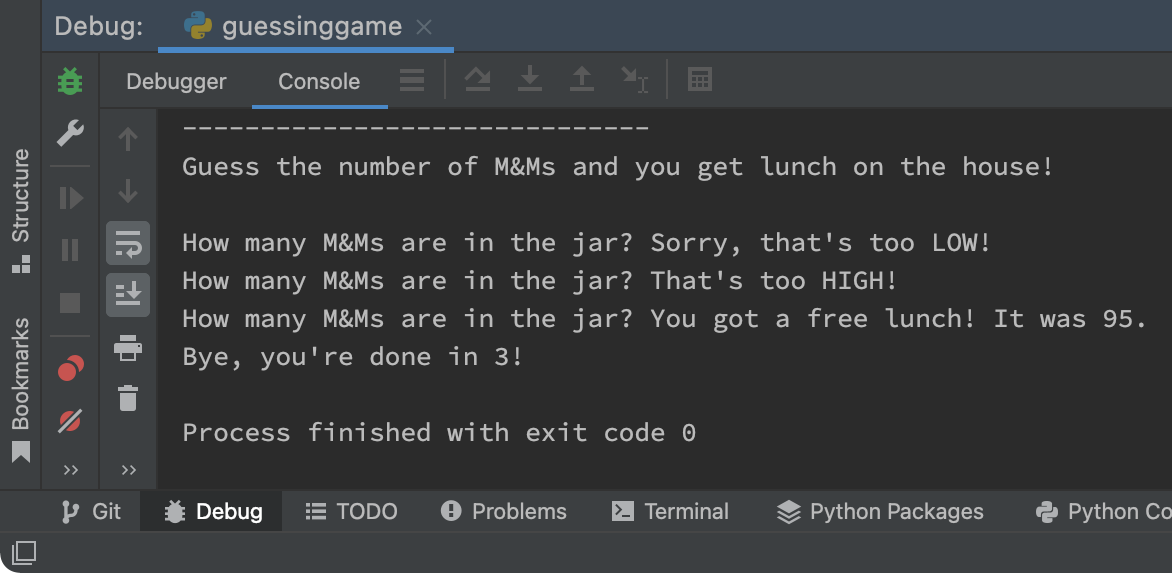 Debug: guessinggame
Debugger Console
------------------------------
Guess the number of M&Ms and you get lunch on the house!
How many M&Ms are in the jar? Sorry, that's too LOW!
How many M&Ms are in the jar? That's too HIGH!
How many M&Ms are in the jar? You got a free lunch! It was 95.
Bye, you're done in 3!
Process finished with exit code 0
Structure
Bookmarks
Git Debug TODO Problems Terminal Python Packages Python Co